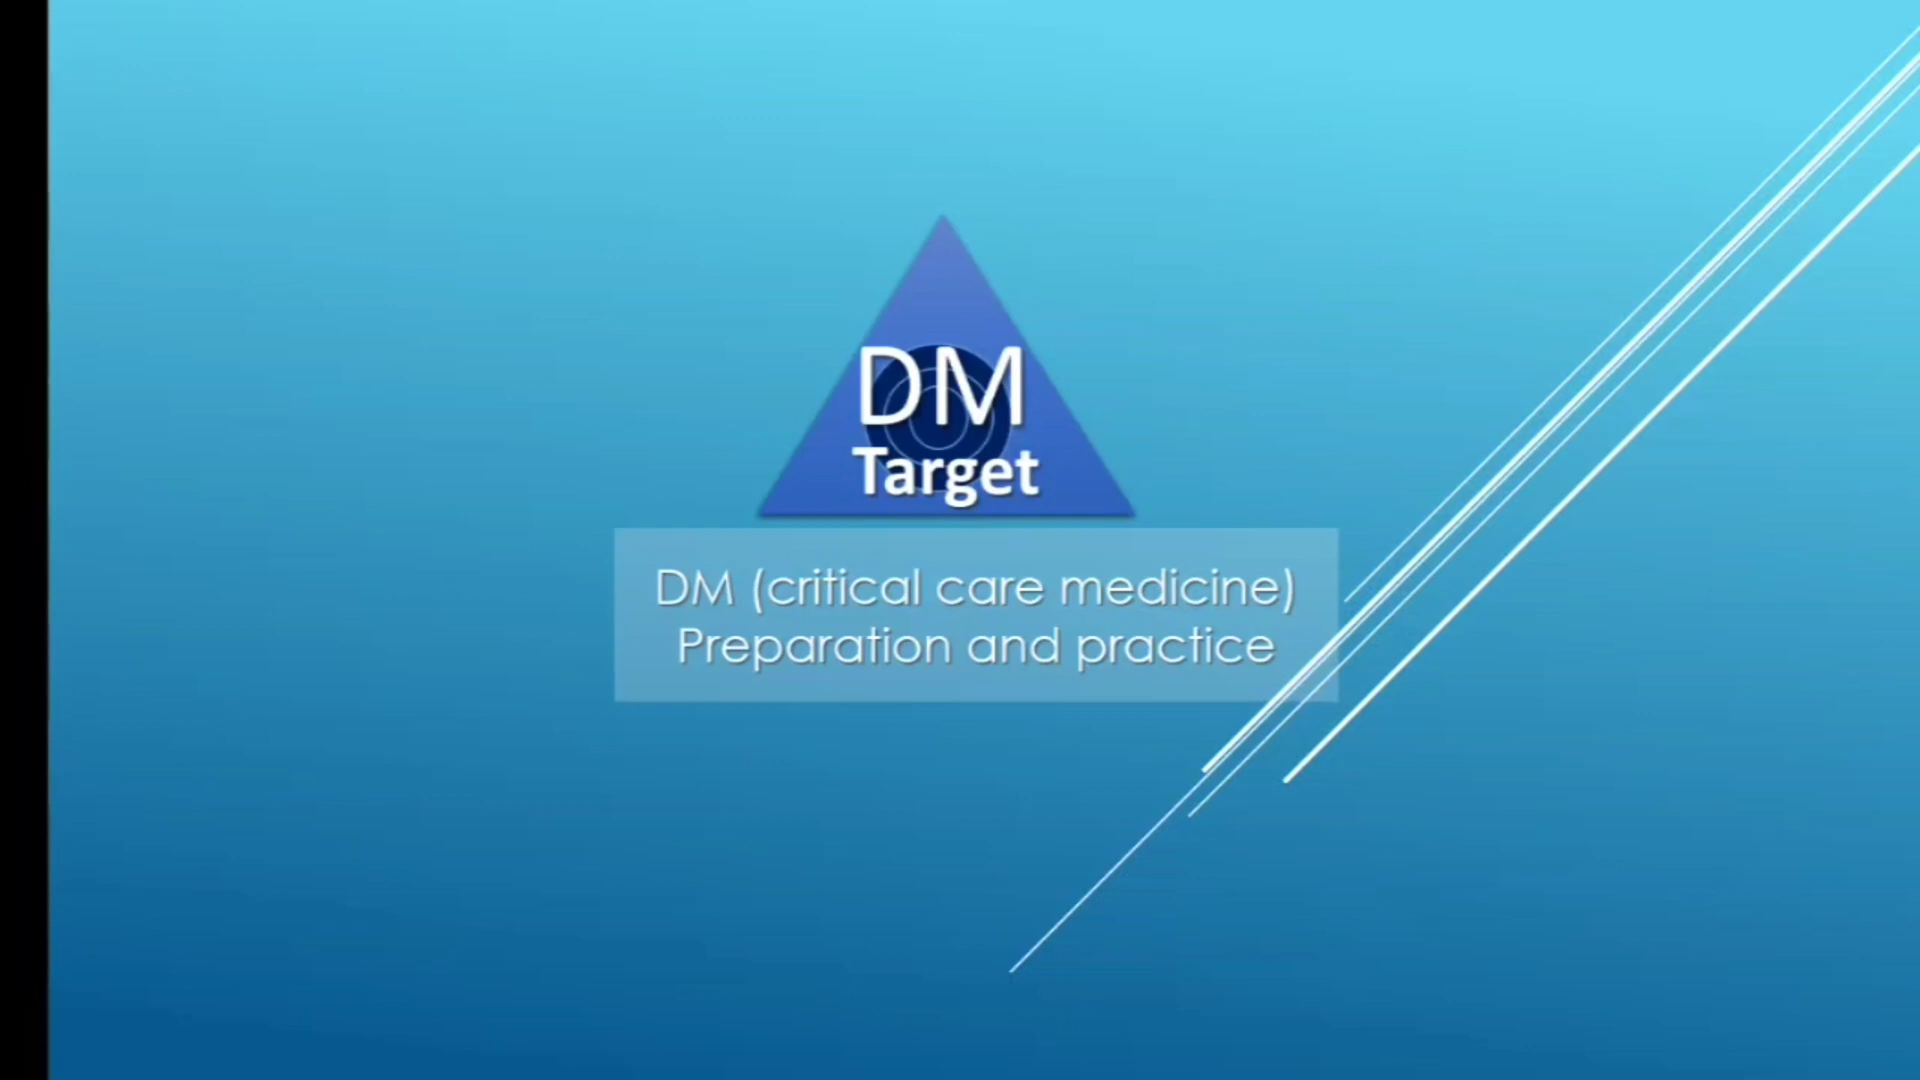 DM
Target
DM (critical care medicine)
Preparation and practice